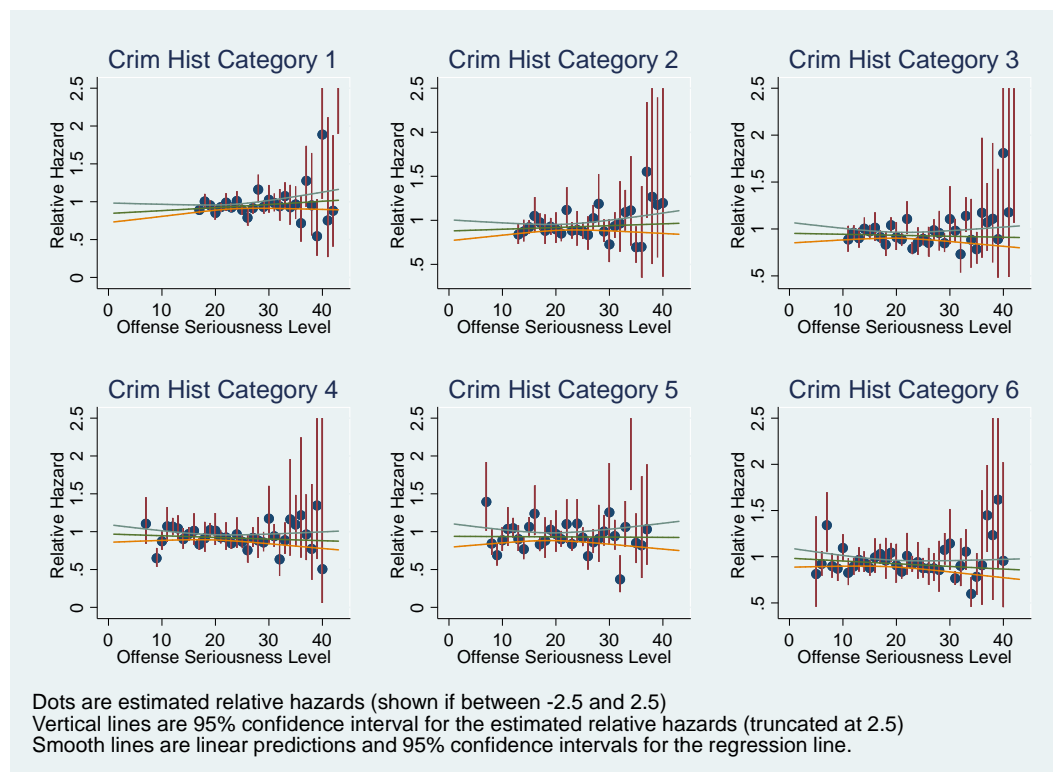 Crim Hist Category 1
Crim Hist Category 2
Crim Hist Category 3
Relative Hazard
2.5
2
1.5
1
.5
0
0 10 20 30 40
Offense Seriousness Level
Relative Hazard
2.5
2
1.5
1
.5
0 10 20 30 40
Offense Seriousness Level
Relative Hazard
2.5
2
1.5
1
.5
0 10 20 30 40
Offense Seriousness Level
Crim Hist Category 4
Crim Hist Category 5
Crim Hist Category 6
Relative Hazard
2.5
2
1.5
1
.5
0
0 10 20 30 40
Offense Seriousness Level
Relative Hazard
2.5
2
1.5
1
.5
0
0 10 20 30 40
Offense Seriousness Level
Relative Hazard
2.5
2
1.5
1
.5
0 10 20 30 40
Offense Seriousness Level
Dots are estimated relative hazards (shown if between -2.5 and 2.5)
Vertical lines are 95% confidence interval for the estimated relative hazards (truncated at 2.5)
Smooth lines are linear predictions and 95% confidence intervals for the regression line.